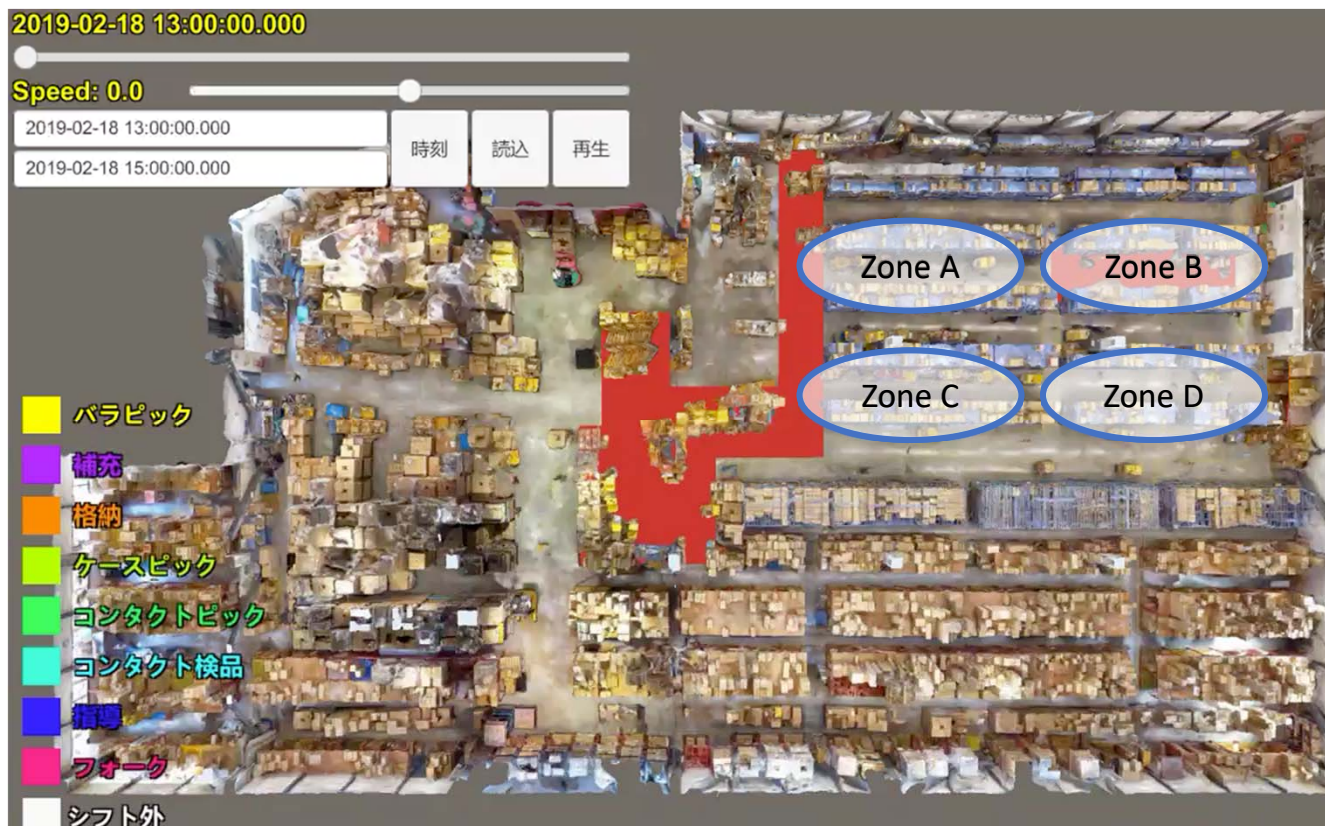 2019-02-18 13:00:00.000
Speed: 0.0
2019-02-18 13:00:00.000
2019-02-18 15:00:00.000
時刻
読込
再生
Zone A
Zone B
Zone C
Zone D
バラピック
補充
格納
ケースピック
コンタクトピック
コンタクト検品
指導
フォーク
シフト外